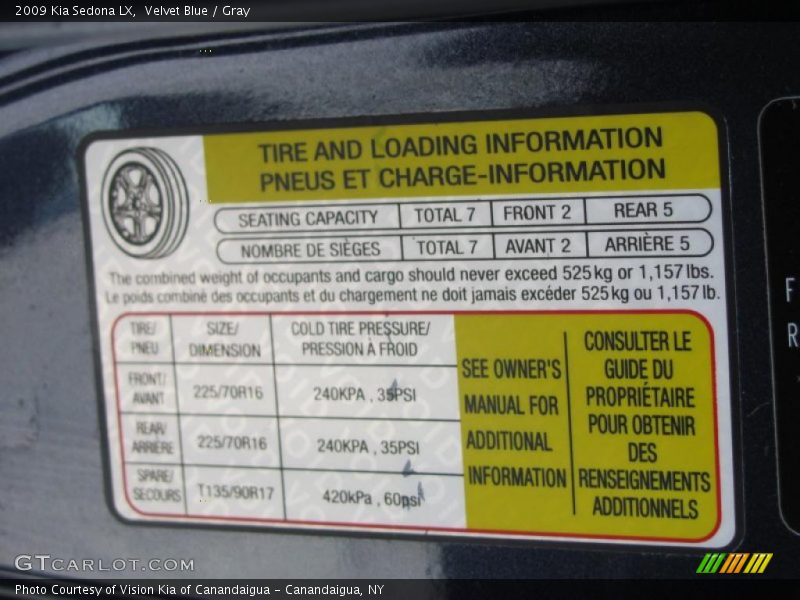 2009 Kia Sedona LX, Velvet Blue / Gray
TIRE AND LOADING INFORMATION
PNEUS ET CHARGE-INFORMATION
SEATING CAPACITY TOTAL 7 FRONT 2 REAR 5
NOMBRE DE SIÈGES TOTAL 7 AVANT 2 ARRIÈRE 5
The combined weight of occupants and cargo should never exceed 525 kg or 1,157 lbs.
Le poids combiné des occupants et du chargement ne doit jamais excéder 525 kg ou 1,157 lb.
TIRE/
PNEU
SIZE/
DIMENSION
COLD TIRE PRESSURE/
PRESSION A FROID
FRONT/
AVANT
225/70R16
240KPA , 35PSI
REAR/
ARRIÈRE
225/70R16
240KPA , 35PSI
SPARE/
SECOURS
T135/90R17
420kPa , 60psi
SEE OWNER'S
MANUAL FOR
ADDITIONAL
INFORMATION
CONSULTER LE
GUIDE DU
PROPRIÉTAIRE
POUR OBTENIR
DES
RENSEIGNEMENTS
ADDITIONNELS
F
R
GTCARLOT.COM
Photo Courtesy of Vision Kia of Canandaigua - Canandaigua, NY